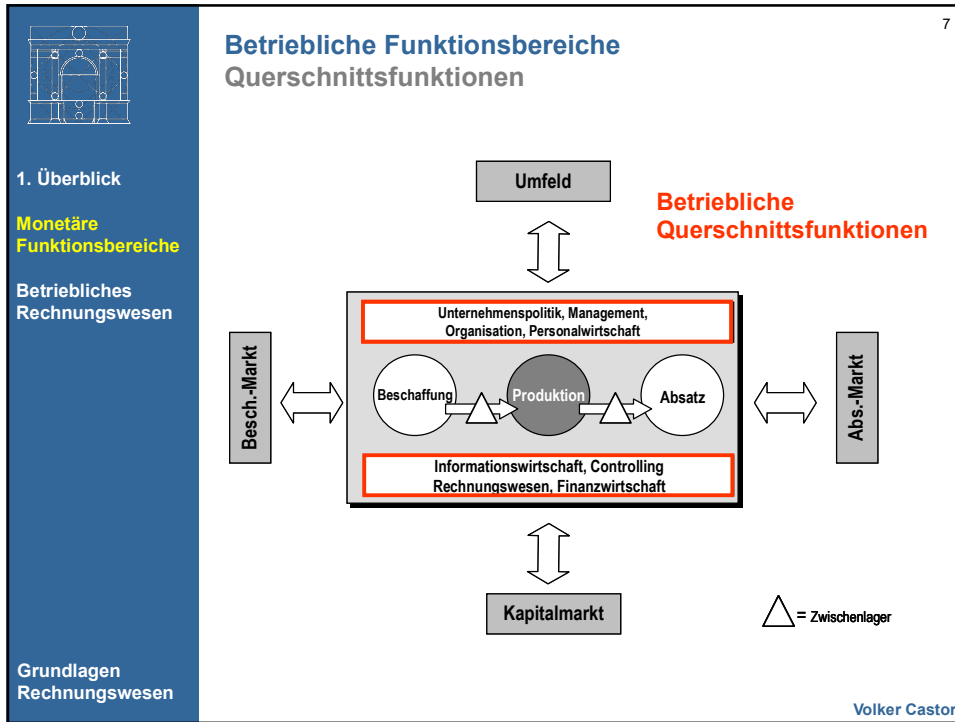 7
Betriebliche Funktionsbereiche
Querschnittsfunktionen
1. Überblick
Monetäre
Funktionsbereiche
Betriebliches
Rechnungswesen
Grundlagen
Rechnungswesen
Umfeld
Betriebliche
Querschnittsfunktionen
Unternehmenspolitik, Management,
Organisation, Personalwirtschaft
Besch.-Markt
Beschaffung
Produktion
Absatz
Abs.-Markt
Informationswirtschaft, Controlling
Rechnungswesen, Finanzwirtschaft
Kapitalmarkt
= Zwischenlager
Volker Castor